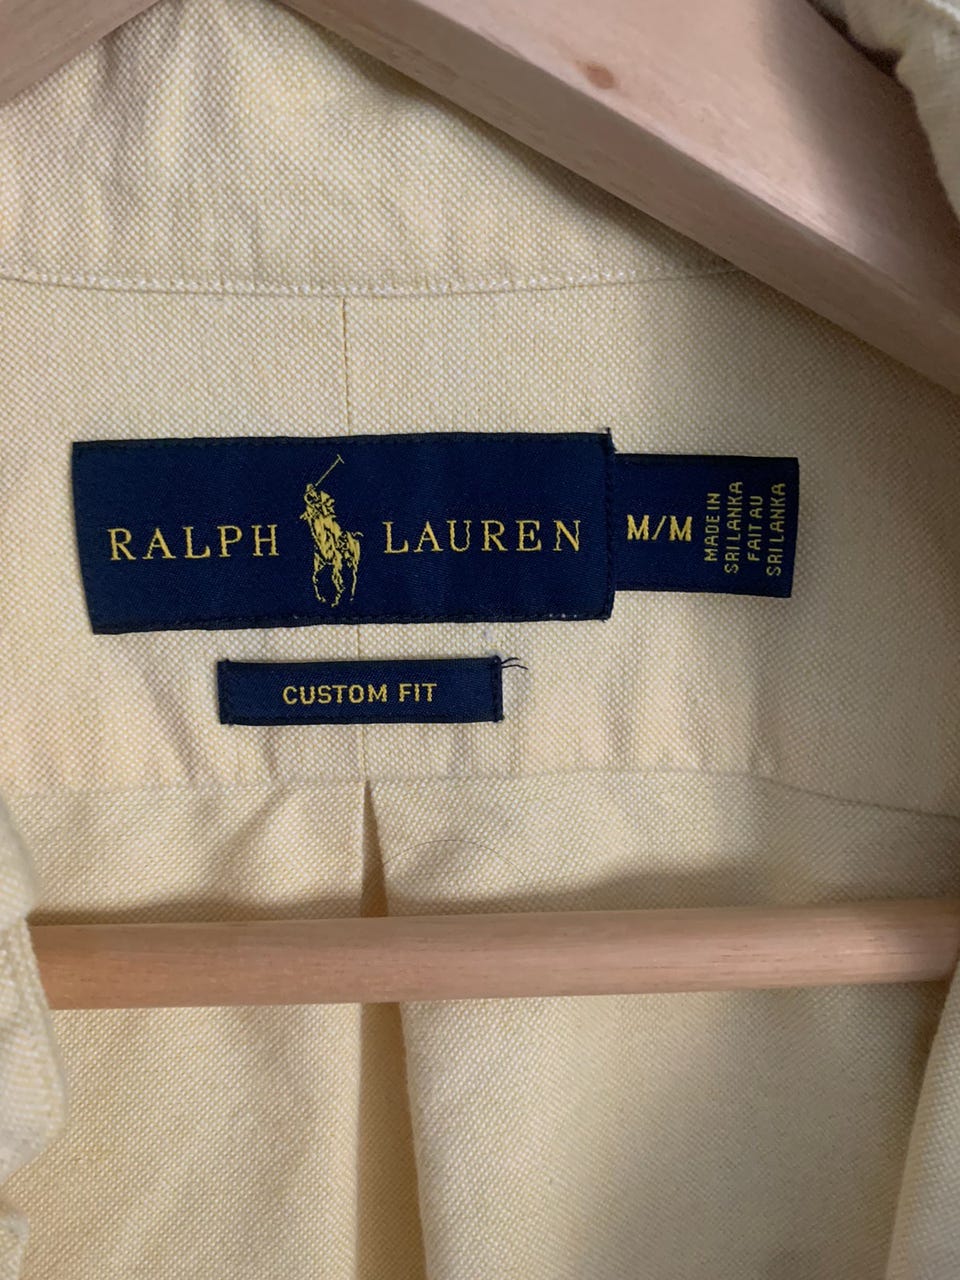 RALPH LAUREN
M/M
MADE IN
SRI LANKA
FAIT AU
SRI LANKA
CUSTOM FIT